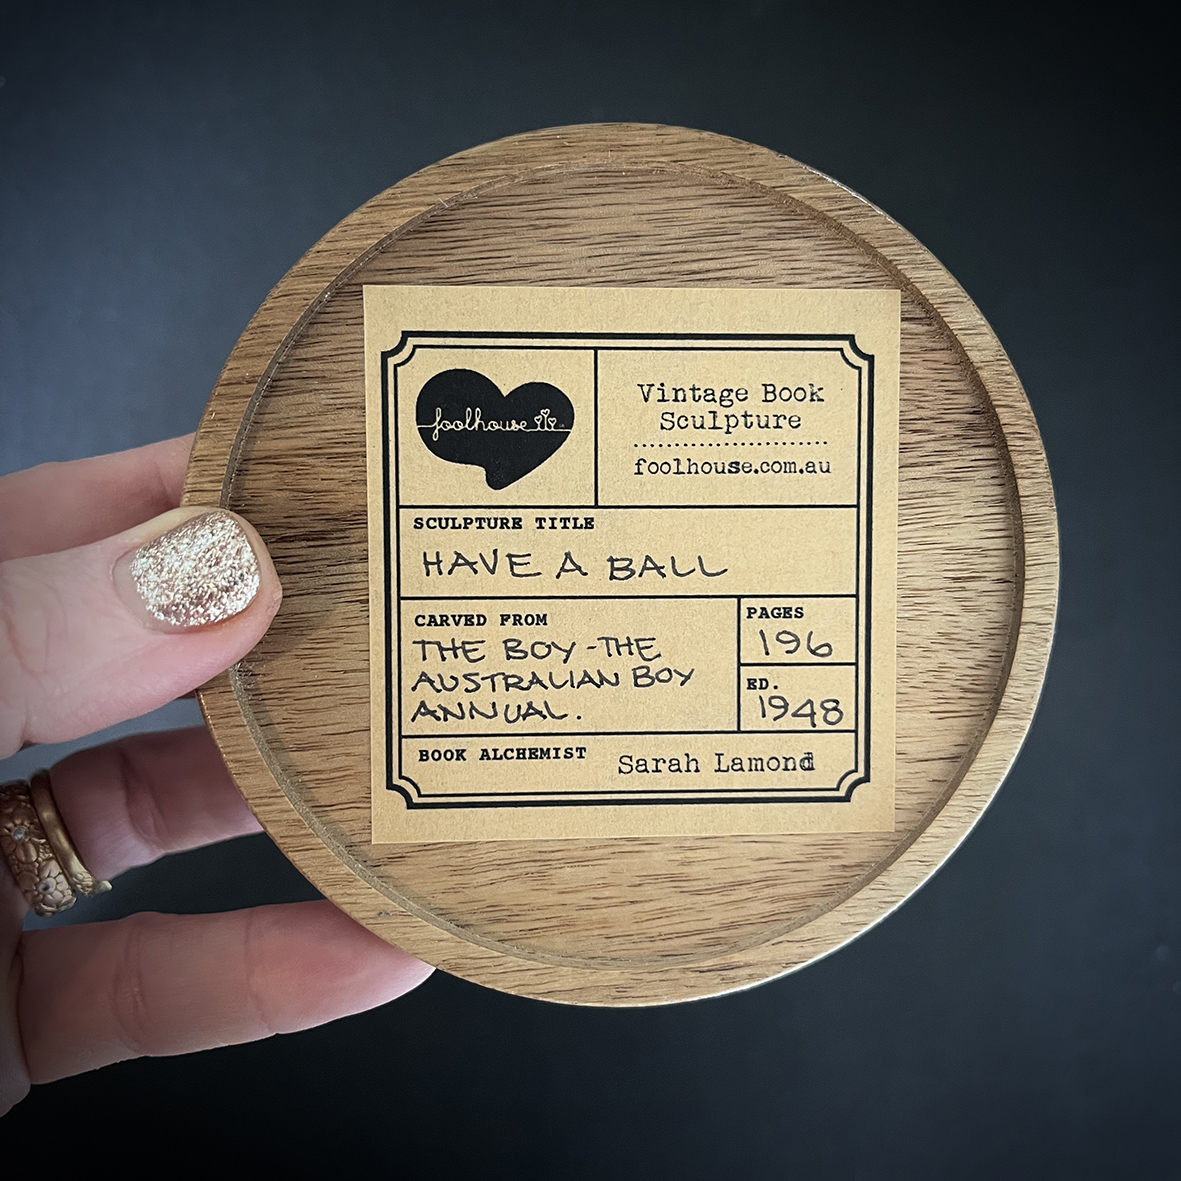 foolhouse
Vintage Book
Sculpture
foolhouse.com.au
SCULPTURE TITLE
HAVE A BALL
CARVED FROM
THE BOY - THE
AUSTRALIAN BOY
ANNUAL.
PAGES
196
ED.
1948
BOOK ALCHEMIST
Sarah Lamond